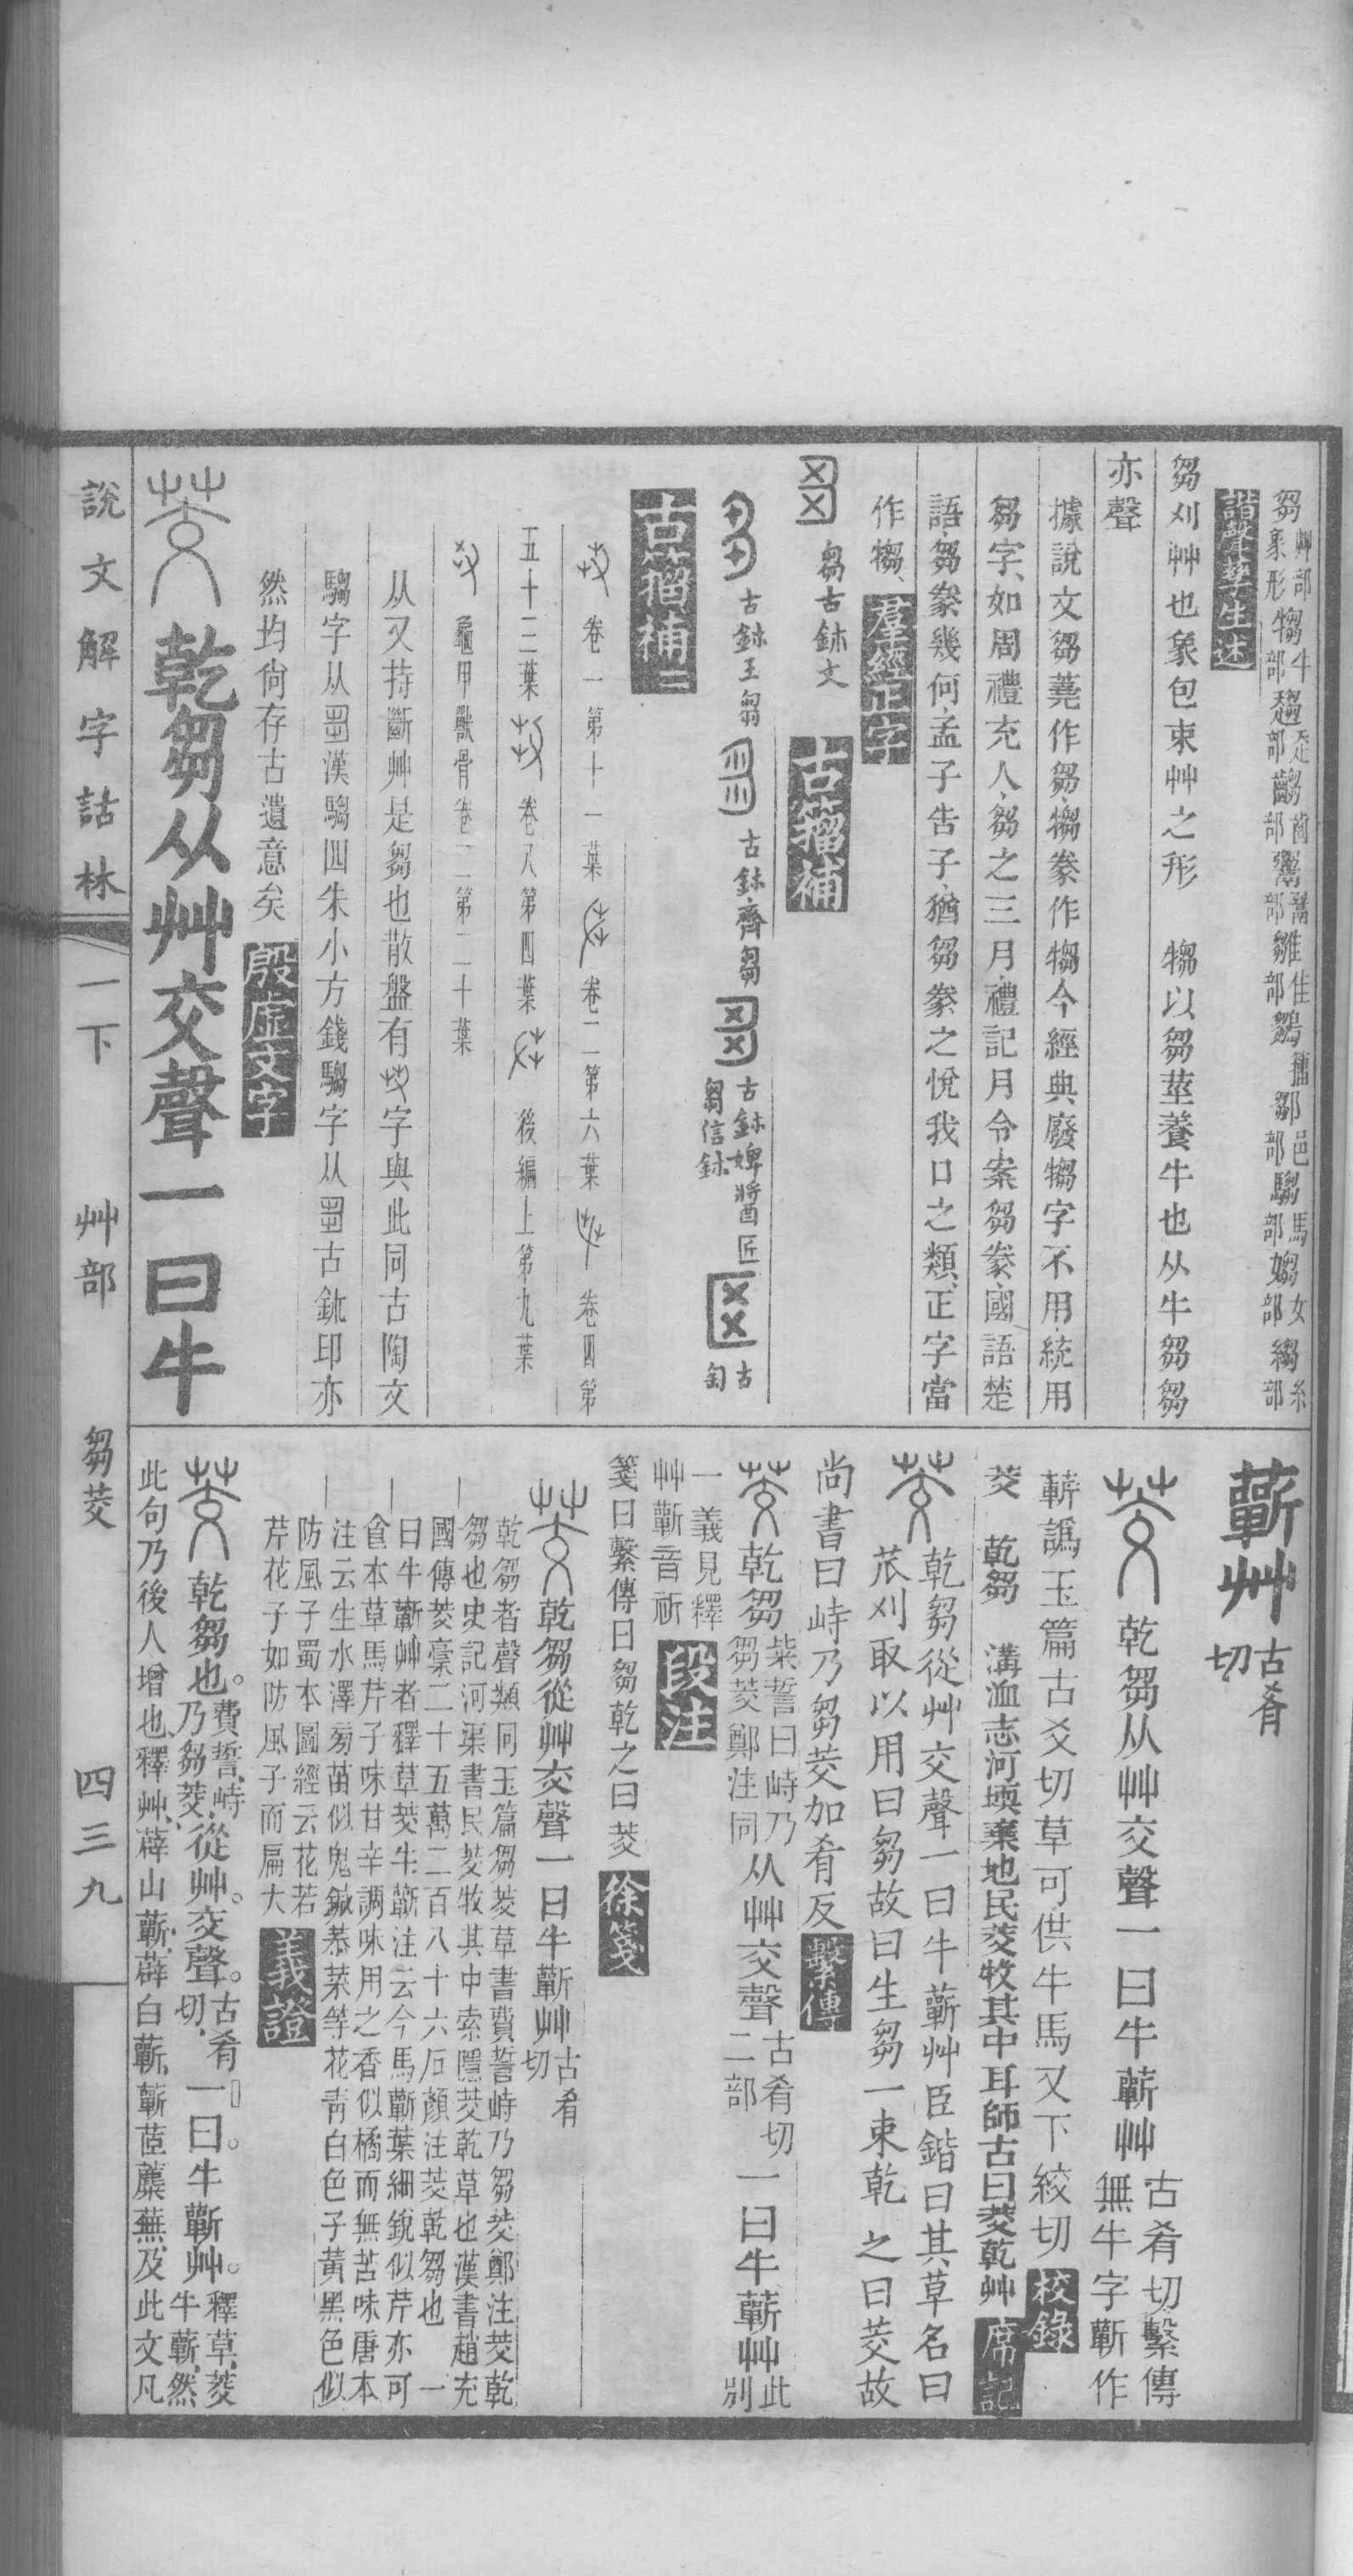 芻艸部象形犓牛部趨走部齺齒部䎝鬻部雛隹部鶵籀鄒邑部騶馬部媰女部縐糸部
諧聲孳生述
芻刈艸也象包束艸之形　犓以芻莖養牛也从牛芻芻
亦聲
據說文芻蕘作芻犓豢作犓今經典廢犓字不用統用
芻字如周禮充人芻之三月禮記月令案芻豢國語楚
語芻豢幾何孟子告子猶芻豢之悅我口之類正字當
作犓羣經正字
芻古鉥文　古籀補
古鉥王芻　古鉥齊芻　古鉥婢醬匠芻信鉥　古匋
古籀補二
卷一第十一葉　卷二第六葉　卷四第
五十三葉　卷八第四葉　後編上第九葉
龜甲獸骨卷二第二十葉
从又持斷艸是芻也散盤有字與此同古陶文
騶字从漢騶四朱小方錢騶字从古鉥印亦
然均尙存古遺意矣殷虛文字
茭乾芻从艸交聲一曰牛
蘄艸古肴切
茭乾芻从艸交聲一曰牛蘄艸古肴切繫傳無牛字蘄作
蘄譌玉篇古爻切草可供牛馬又下絞切校錄
茭　乾芻　溝洫志河堧棄地民茭牧其中耳師古曰茭乾艸席記
茭乾芻從艸交聲一曰牛蘄艸臣鍇曰其草名曰
茭刈取以用曰芻故曰生芻一束乾之曰茭故
尚書曰峙乃芻茭加肴反繫傳
茭乾芻柴誓曰峙乃芻茭鄭注同从艸交聲古肴切二部一曰牛蘄艸此別
一義見釋艸蘄音祈段注
箋曰繫傳曰芻乾之曰茭徐箋
茭乾芻從艸交聲一曰牛蘄艸古肴切
乾芻者聲類同玉篇芻茭草書費誓峙乃芻茭鄭注茭乾
芻也史記河渠書民茭牧其中索隱茭乾草也漢書趙充
國傳茭藁二十五萬二百八十六石顏注茭乾芻也　一
曰牛蘄艸者釋草茭牛蘄注云今馬蘄葉細銳似芹亦可
食本草馬芹子味甘辛調味用之香似橘而無苦味唐本
注云生水澤旁苗似鬼鍼菾菜等花靑白色子黃黑色似
防風子蜀本圖經云花若
芹花子如防風子而扁大義證
茭乾芻也。費誓，峙乃芻茭，從艸。交聲。古肴切，一曰。牛蘄艸。釋草，茭牛蘄，然
此句乃後人增也，釋艸，薜山蘄，薜白蘄，蘄茝蘪蕪，及此文凡
說文解字詁林　一下　艸部　芻茭　四三九